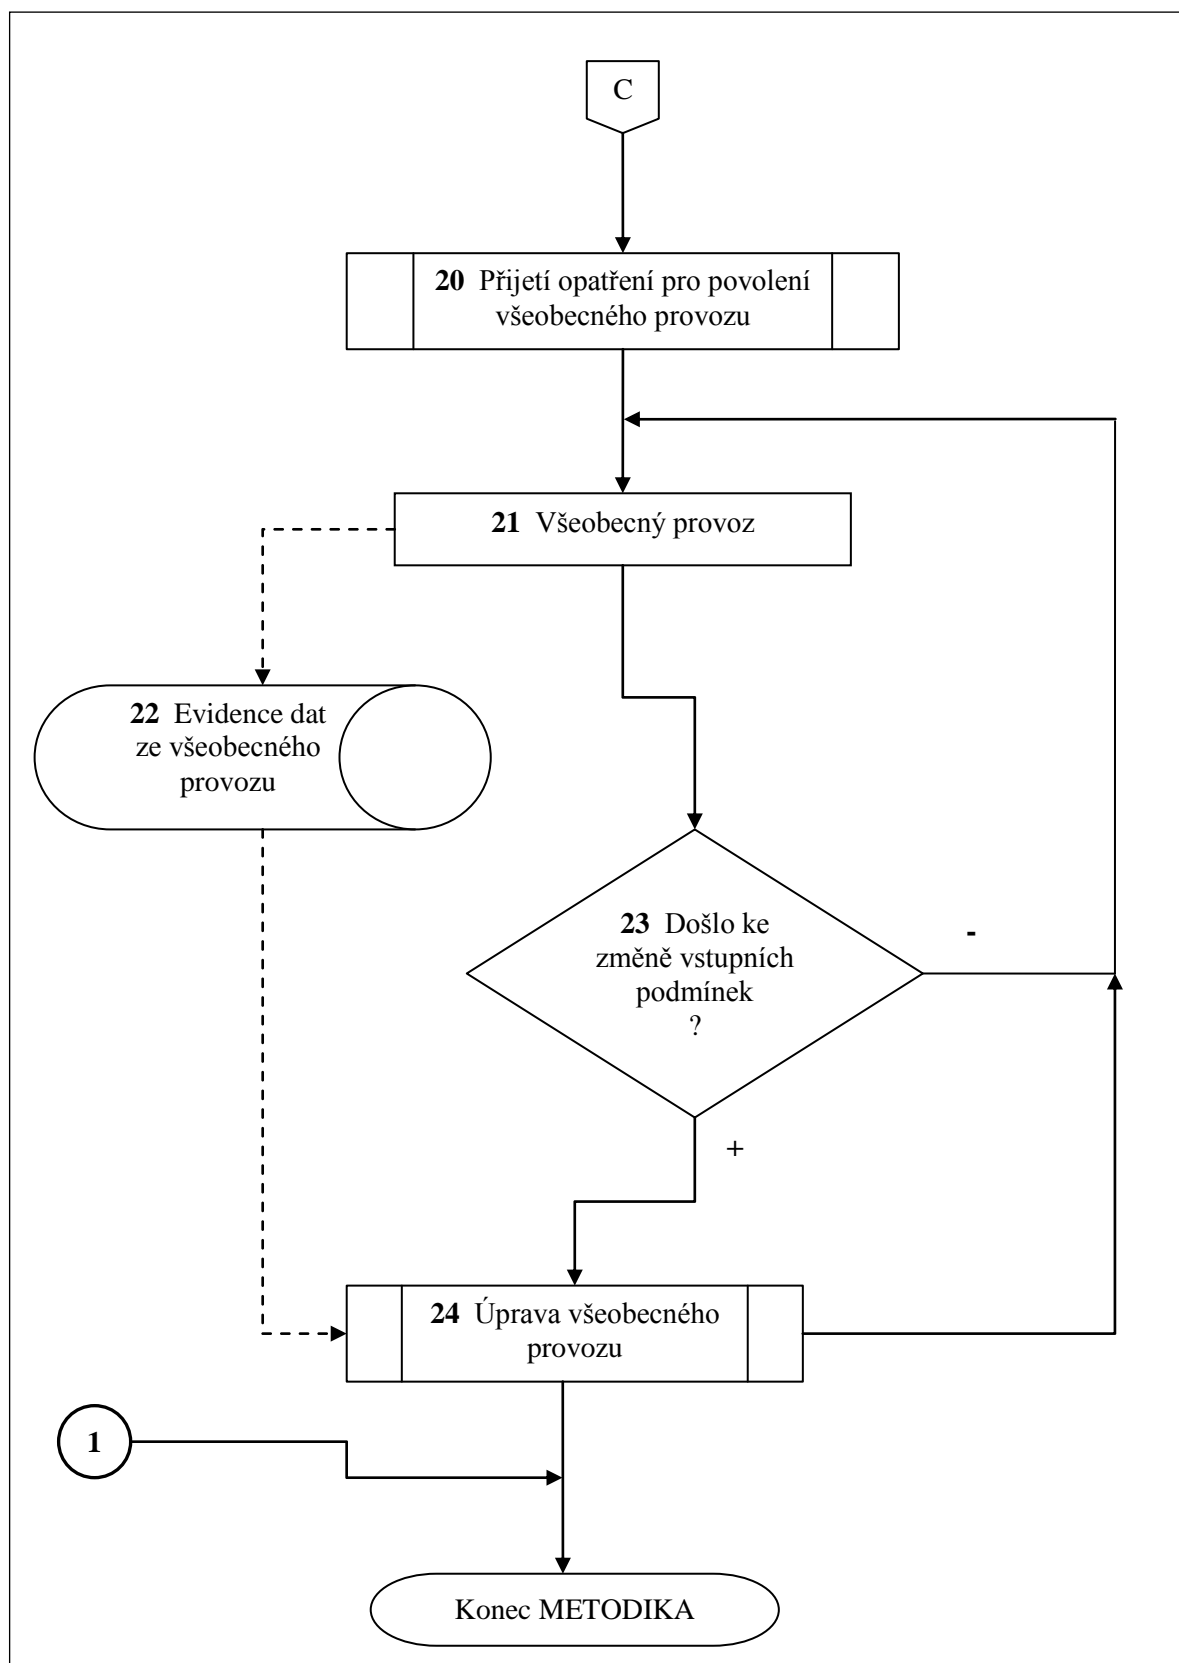 C
20 Přijetí opatření pro povolení
všeobecného provozu
21 Všeobecný provoz
22 Evidence dat
ze všeobecného
provozu
23 Došlo ke
změně vstupních
podmínek
?
-
+
24 Úprava všeobecného
provozu
1
Konec METODIKA